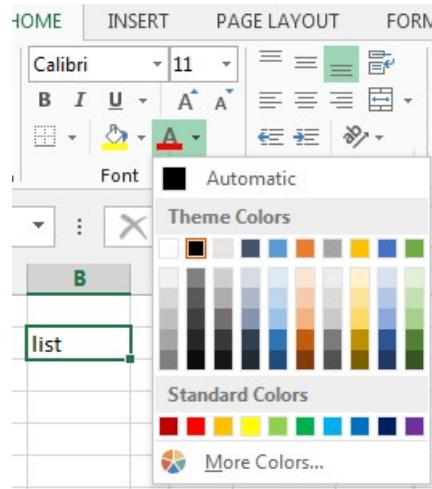 HOME INSERT PAGE LAYOUT FORM
Calibri 11
B I U A A
A
Font Automatic
Theme Colors
B
list
Standard Colors
More Colors...